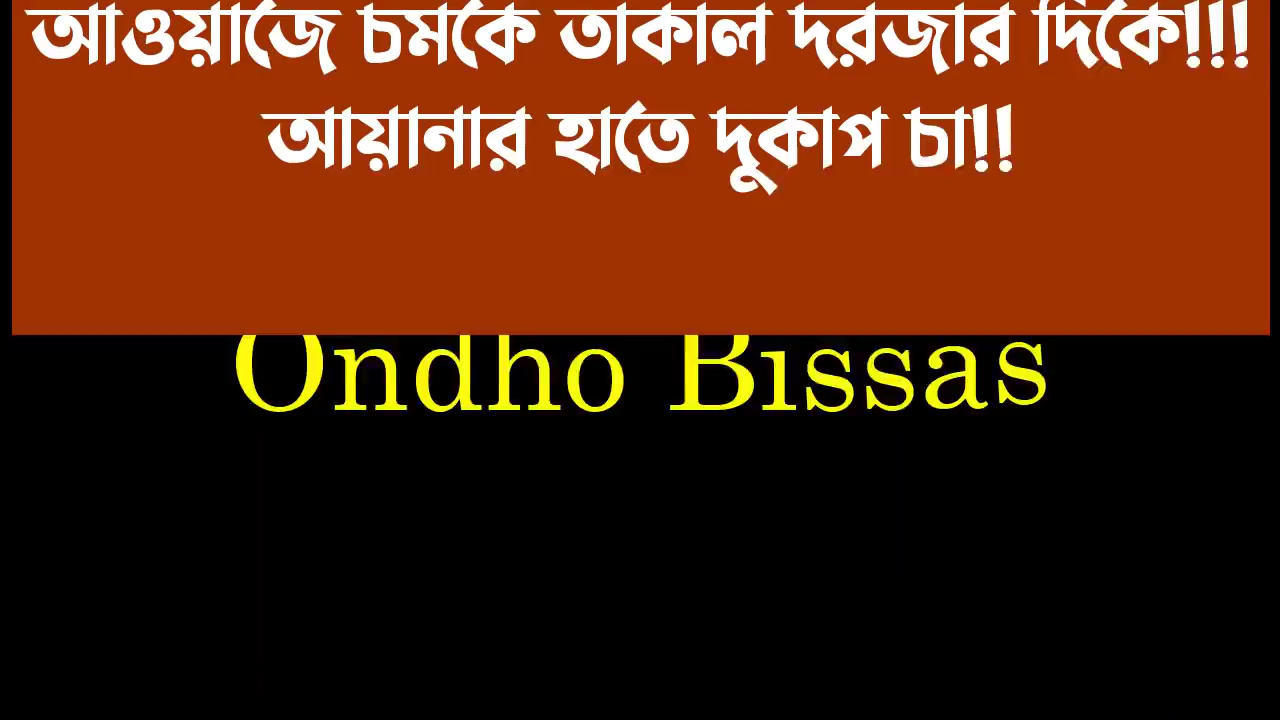 আওয়াজে চমকে তাকাল দরজার দিকে!!!
আয়ানার হাতে দুকাপ চা!!
Ondho Bissas